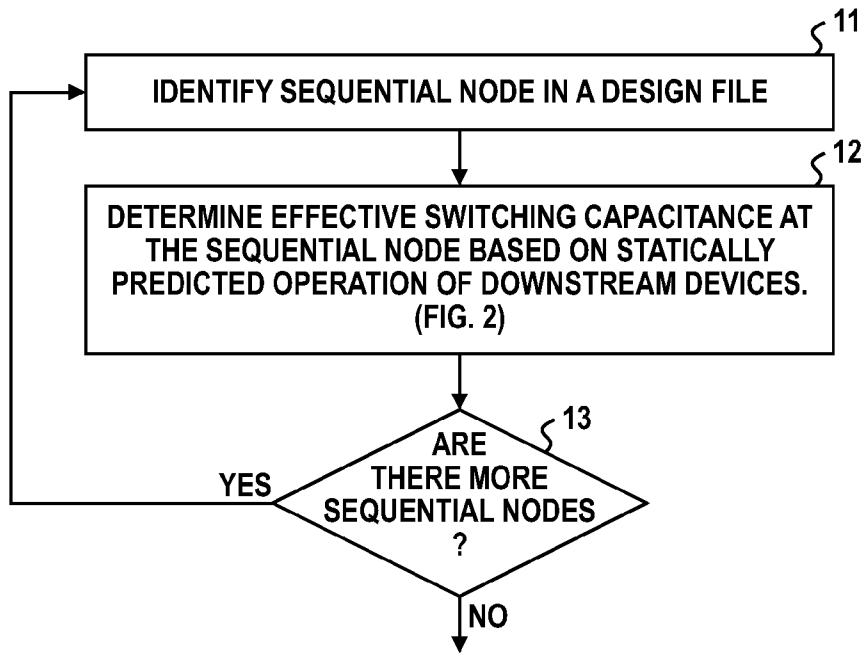 11
IDENTIFY SEQUENTIAL NODE IN A DESIGN FILE
12
DETERMINE EFFECTIVE SWITCHING CAPACITANCE AT
THE SEQUENTIAL NODE BASED ON STATICALLY
PREDICTED OPERATION OF DOWNSTREAM DEVICES.
(FIG. 2)
13
ARE
THERE MORE
SEQUENTIAL NODES
?
YES
NO